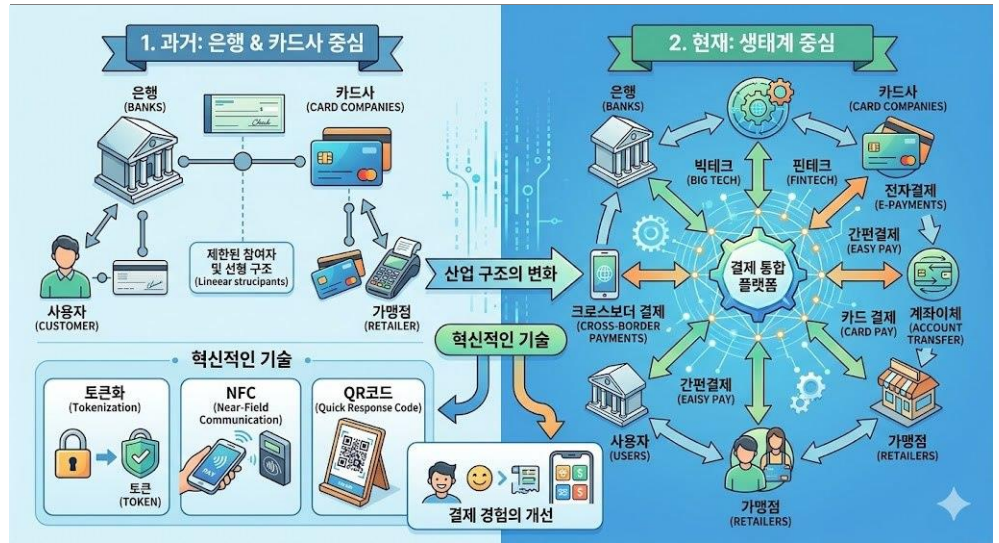 1. 과거: 은행 & 카드사 중심
은행
(BANKS)
카드사
(CARD COMPANIES)
Check
제한된 참여자
및 선형 구조
(Lineear strucipants)
사용자
(CUSTOMER)
가맹점
(RETAILER)
산업 구조의 변화
혁신적인 기술
혁신적인 기술
토큰화
(Tokenization)
토큰
(TOKEN)
NFC
(Near-Field
Communication)
PAY
QR코드
(Quick Response Code)
결제 경험의 개선
2. 현재: 생태계 중심
은행
(BANKS)
카드사
(CARD COMPANIES)
빅테크
(BIG TECH)
핀테크
(FINTECH)
전자결제
(E-PAYMENTS)
간편결제
(EASY PAY)
결제 통합
플랫폼
크로스보더 결제
(CROSS-BORDER
PAYMENTS)
카드 결제
(CARD PAY)
계좌이체
(ACCOUNT
TRANSFER)
간편결제
(EAISY PAY)
사용자
(USERS)
가맹점
(RETAILERS)
가맹점
(RETAILERS)